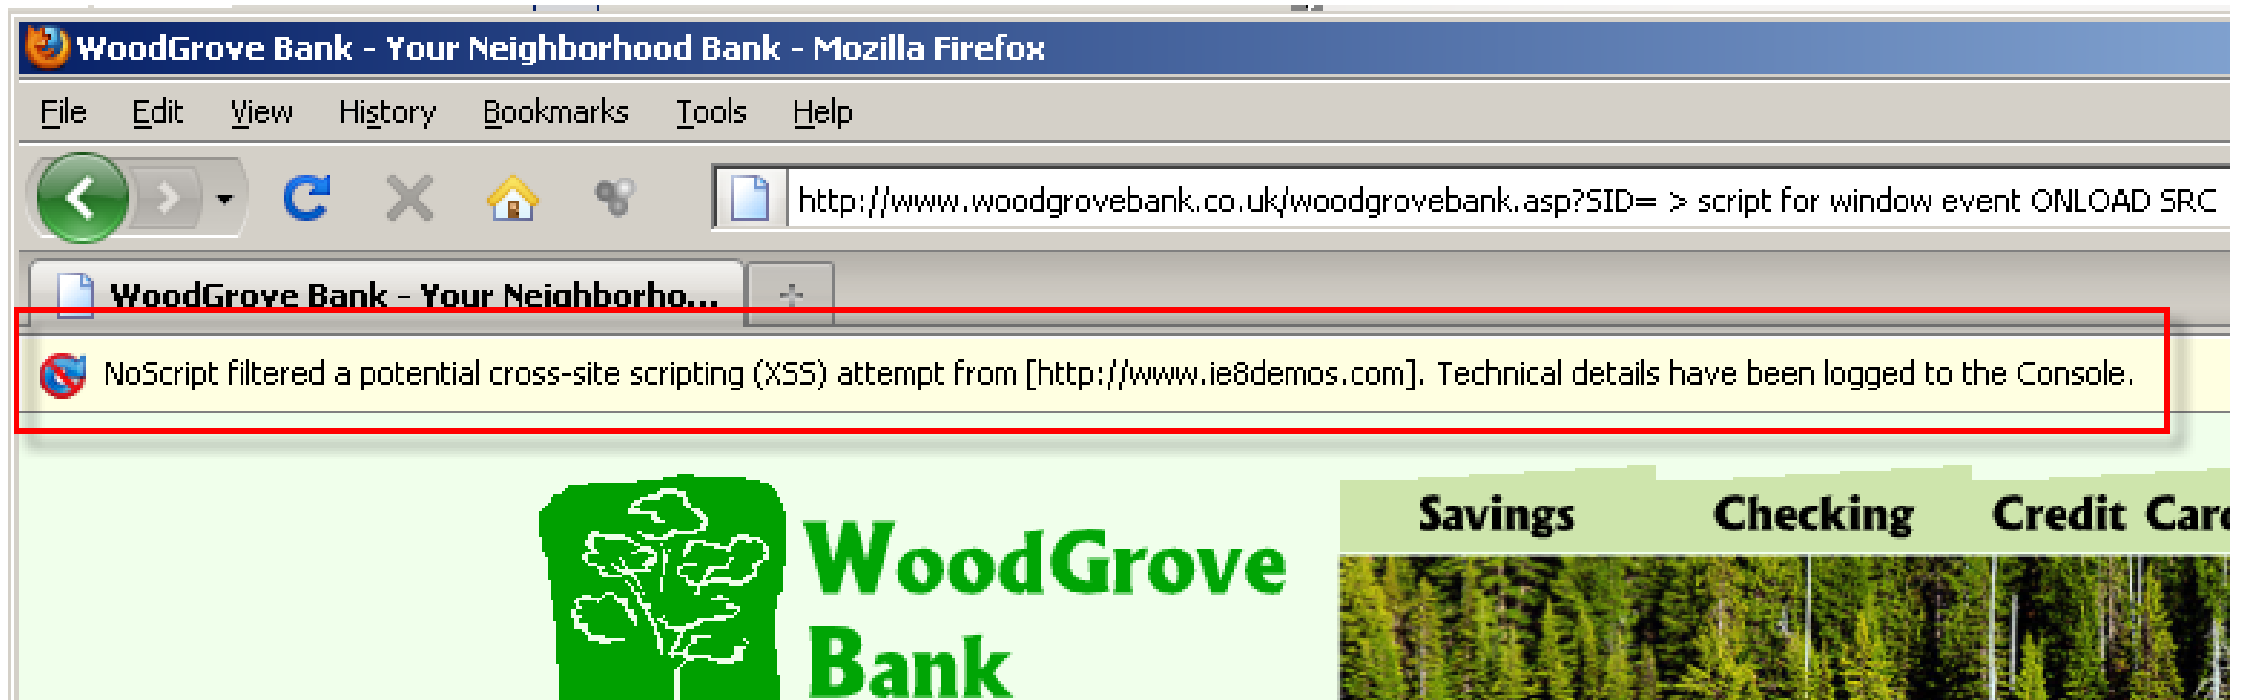 WoodGrove Bank - Your Neighborhood Bank - Mozilla Firefox
File Edit View History Bookmarks Tools Help
http://www.woodgrovebank.co.uk/woodgrovebank.asp?SID= > script for window event ONLOAD SRC
WoodGrove Bank - Your Neighborho...
NoScript filtered a potential cross-site scripting (XSS) attempt from [http://www.ie8demos.com]. Technical details have been logged to the Console.
Savings Checking Credit Card
WoodGrove
Bank